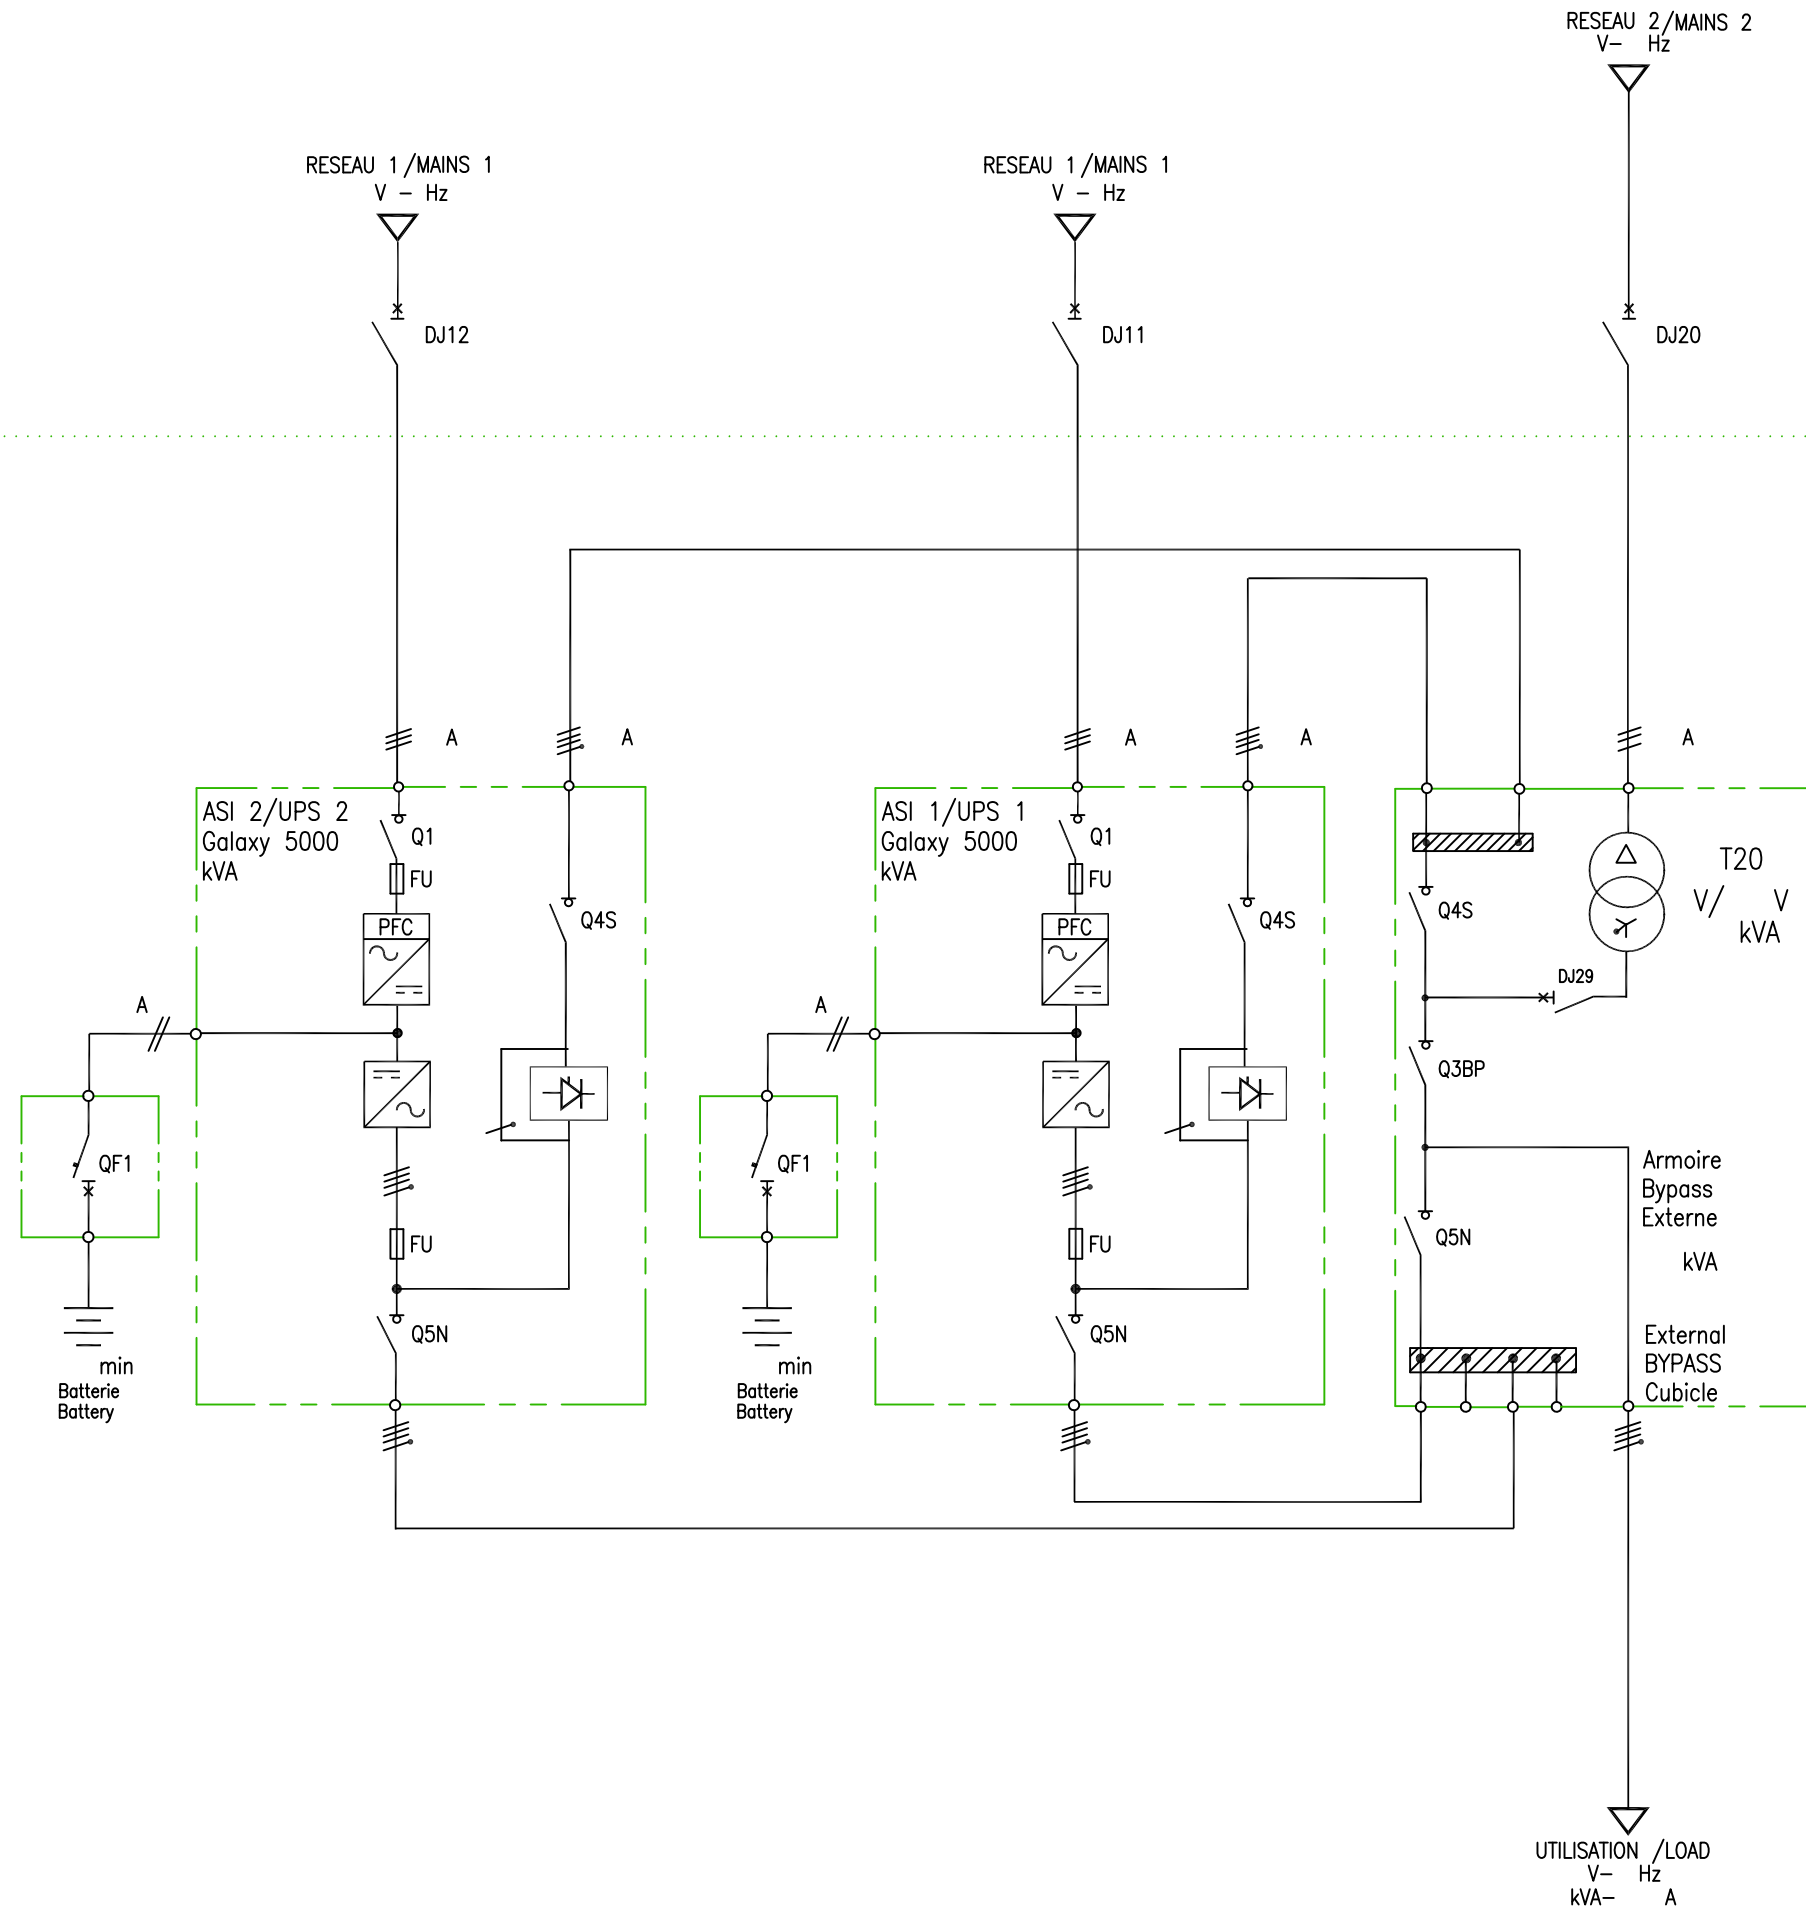 RESEAU 2/MAINS 2
V- Hz
RESEAU 1/MAINS 1
V - Hz
RESEAU 1/MAINS 1
V - Hz
DJ12
DJ11
DJ20
A
A
A
A
A
ASI 2/UPS 2
Galaxy 5000
kVA
Q1
FU
PFC
Q4S
A
QF1
FU
Q5N
min
Batterie
Battery
ASI 1/UPS 1
Galaxy 5000
kVA
Q1
FU
PFC
Q4S
A
QF1
FU
Q5N
min
Batterie
Battery
T20
V/ V
kVA
Q4S
DJ29
Q3BP
Q5N
Armoire
Bypass
Externe
kVA
External
BYPASS
Cubicle
UTILISATION /LOAD
V- Hz
kVA- A